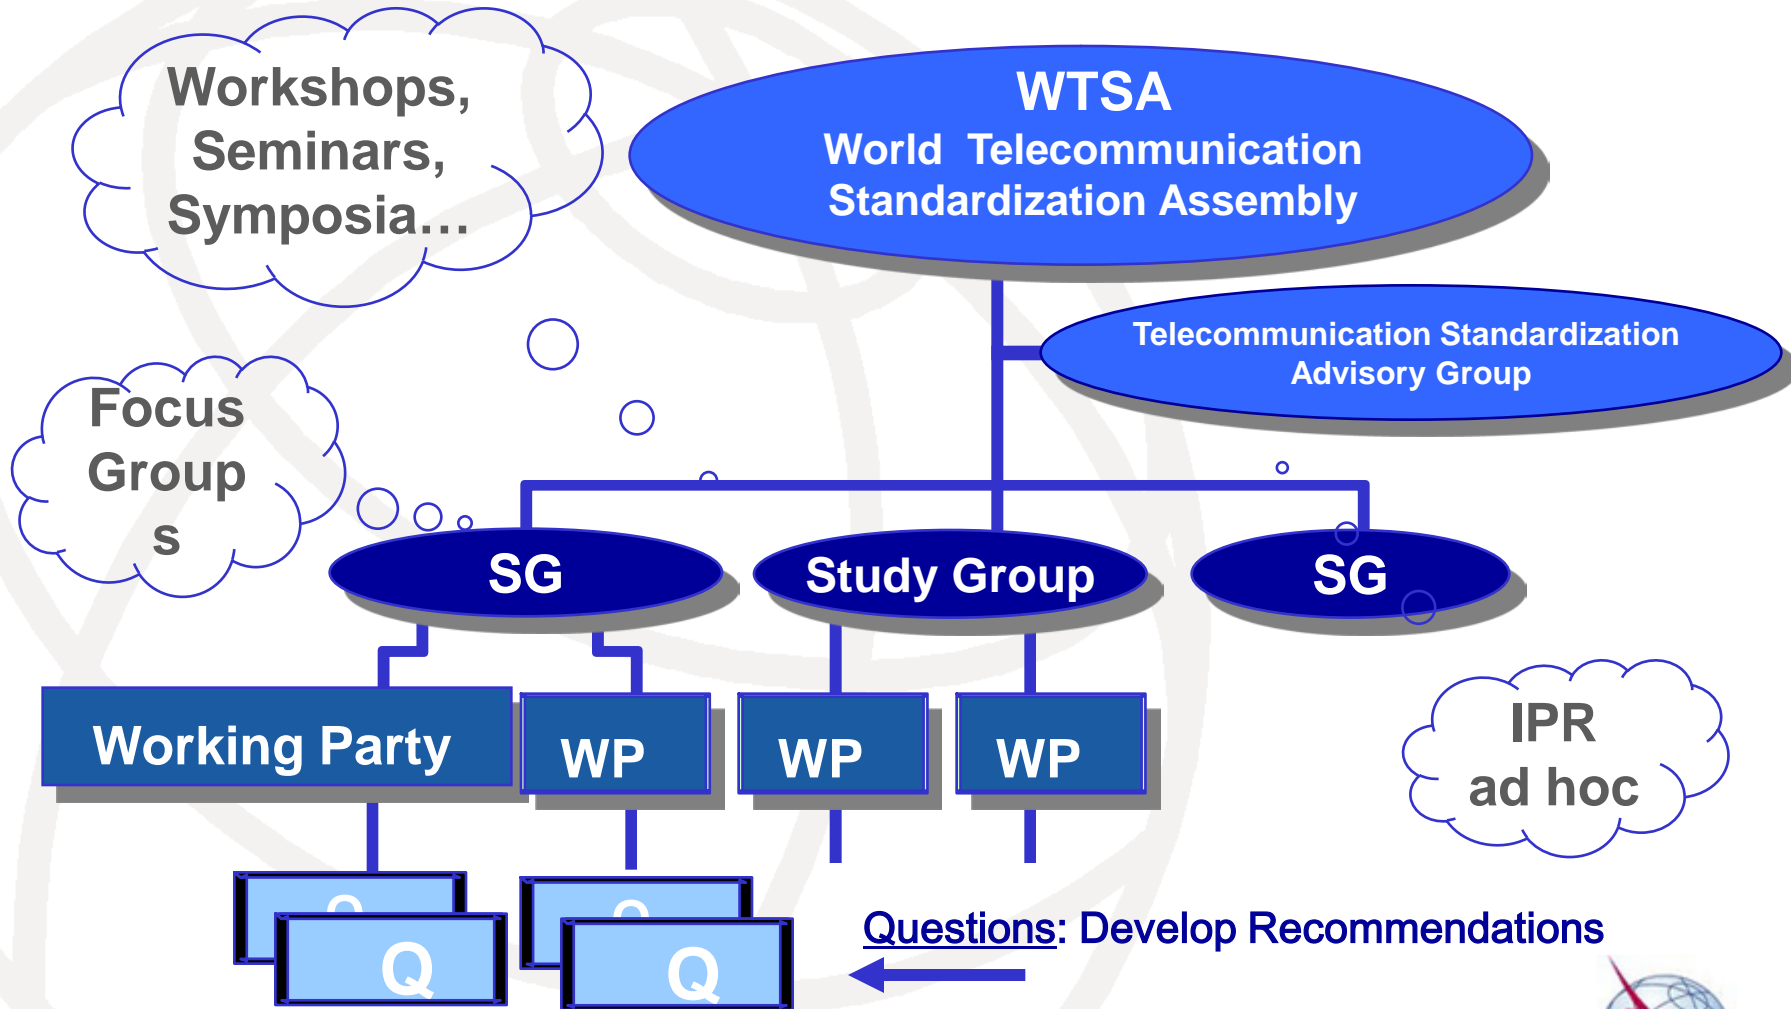 Workshops,
Seminars,
Symposia…
WTSA
World Telecommunication
Standardization Assembly
Telecommunication Standardization
Advisory Group
Focus
Group
s
SG
Study Group
SG
Working Party
WP
WP
WP
IPR
ad hoc
Q
Q
Q
Q
Questions: Develop Recommendations